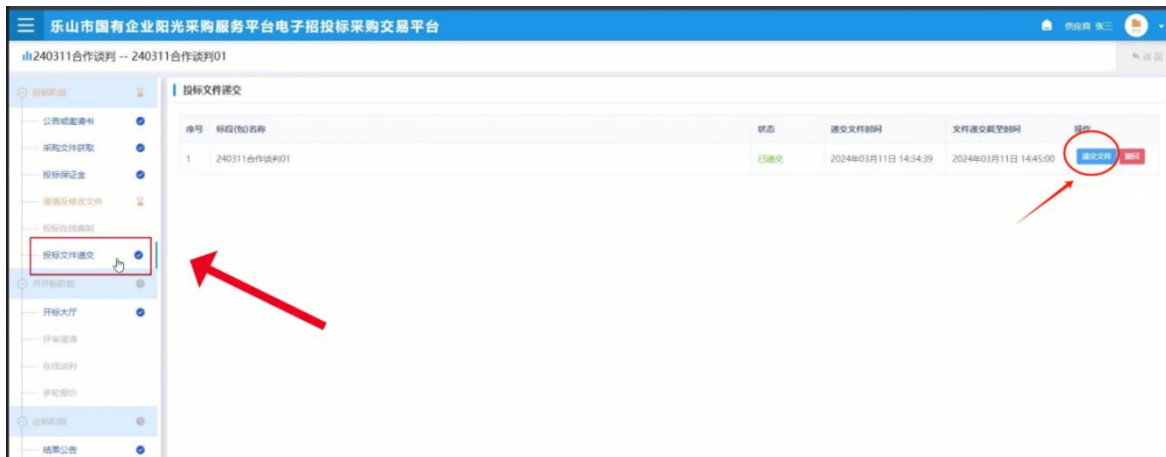 乐山市国有企业阳光采购服务平台电子招投标采购交易平台
供应商 张三
240311合作谈判 -- 240311合作谈判01
返回
投标阶段
公告或邀请书
采购文件获取
投标保证金
澄清及修改文件
投标在线编制
投标文件递交
开评标阶段
开标大厅
评审澄清
在线谈判
多轮报价
定标阶段
结果公告
投标文件递交
序号 标段(包)名称 状态 递交文件时间 文件递交截至时间 操作
1 240311合作谈判01 已递交 2024年03月11日 14:34:39 2024年03月11日 14:45:00 递交文件 撤回